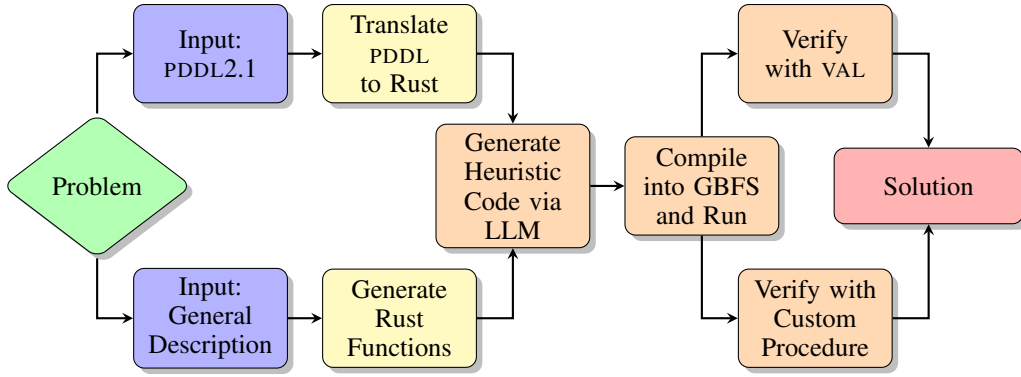 Problem
Input:
PDDL2.1
Translate
PDDL
to Rust
Input:
General
Description
Generate
Rust
Functions
Generate
Heuristic
Code via
LLM
Compile
into GBFS
and Run
Verify
with VAL
Verify with
Custom
Procedure
Solution